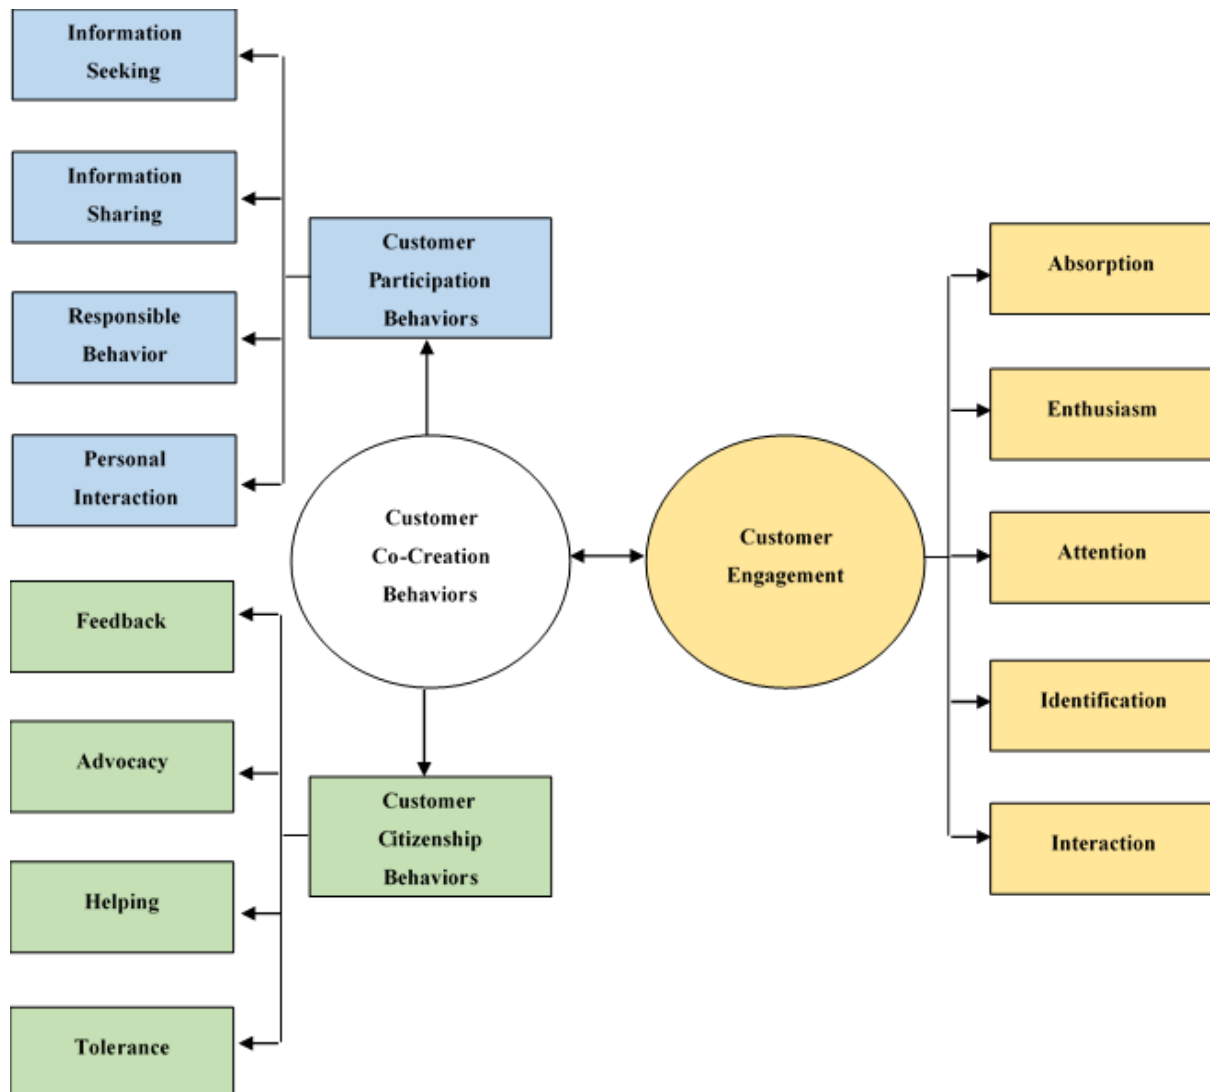 Information
Seeking
Information
Sharing
Responsible
Behavior
Personal
Interaction
Feedback
Advocacy
Helping
Tolerance
Customer
Participation
Behaviors
Customer
Co-Creation
Behaviors
Customer
Citizenship
Behaviors
Customer
Engagement
Absorption
Enthusiasm
Attention
Identification
Interaction